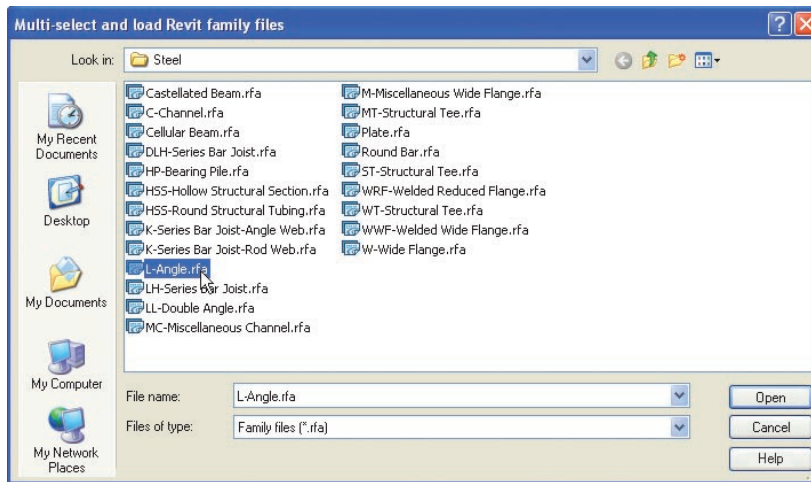 Multi-select and load Revit family files
Look in:
Steel
My Recent
Documents
Desktop
My Documents
My Computer
My Network
Places
Castellated Beam.rfa
C-Channel.rfa
Cellular Beam.rfa
DLH-Series Bar Joist.rfa
HP-Bearing Pile.rfa
HSS-Hollow Structural Section.rfa
HSS-Round Structural Tubing.rfa
K-Series Bar Joist-Angle Web.rfa
K-Series Bar Joist-Rod Web.rfa
L-Angle.rfa
LH-Series Bar Joist.rfa
LL-Double Angle.rfa
MC-Miscellaneous Channel.rfa
M-Miscellaneous Wide Flange.rfa
MT-Structural Tee.rfa
Plate.rfa
Round Bar.rfa
ST-Structural Tee.rfa
WRF-Welded Reduced Flange.rfa
WT-Structural Tee.rfa
WWF-Welded Wide Flange.rfa
W-Wide Flange.rfa
File name:
L-Angle.rfa
Open
Files of type:
Family files (*.rfa)
Cancel
Help